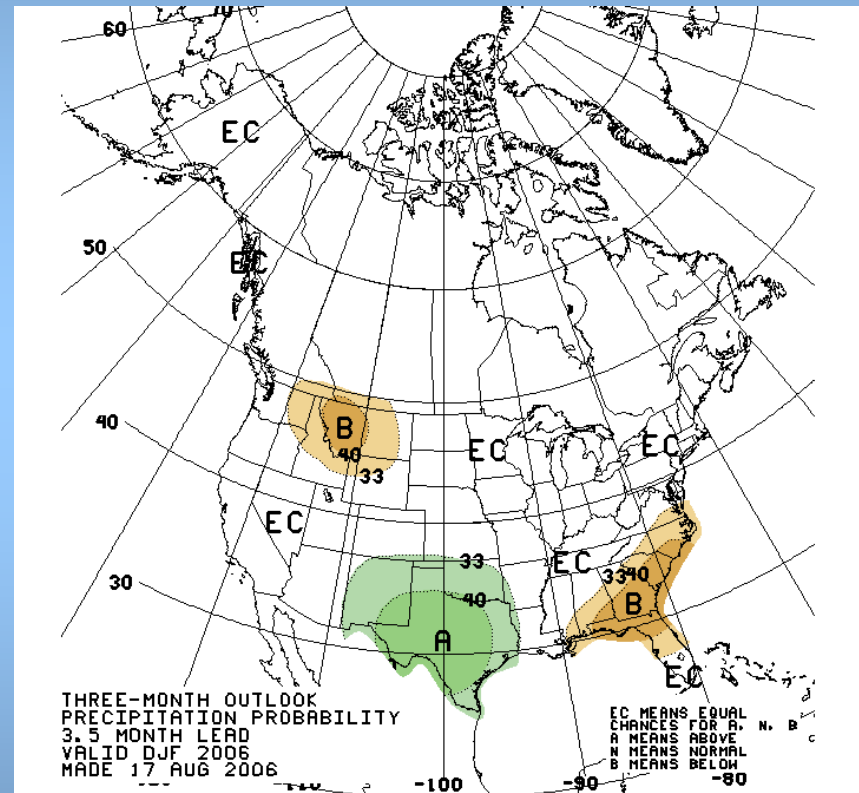 60
70
EC
50
EC
40
B
40
33
EC
EC
EC
33
EC
30
40
33 40
B
A
EC
THREE-MONTH OUTLOOK
PRECIPITATION PROBABILITY
3.5 MONTH LEAD
VALID DJF 2006
MADE 17 AUG 2006
EC MEANS EQUAL
CHANCES FOR A, N, B
A MEANS ABOVE
N MEANS NORMAL
B MEANS BELOW
-100
-90
-80